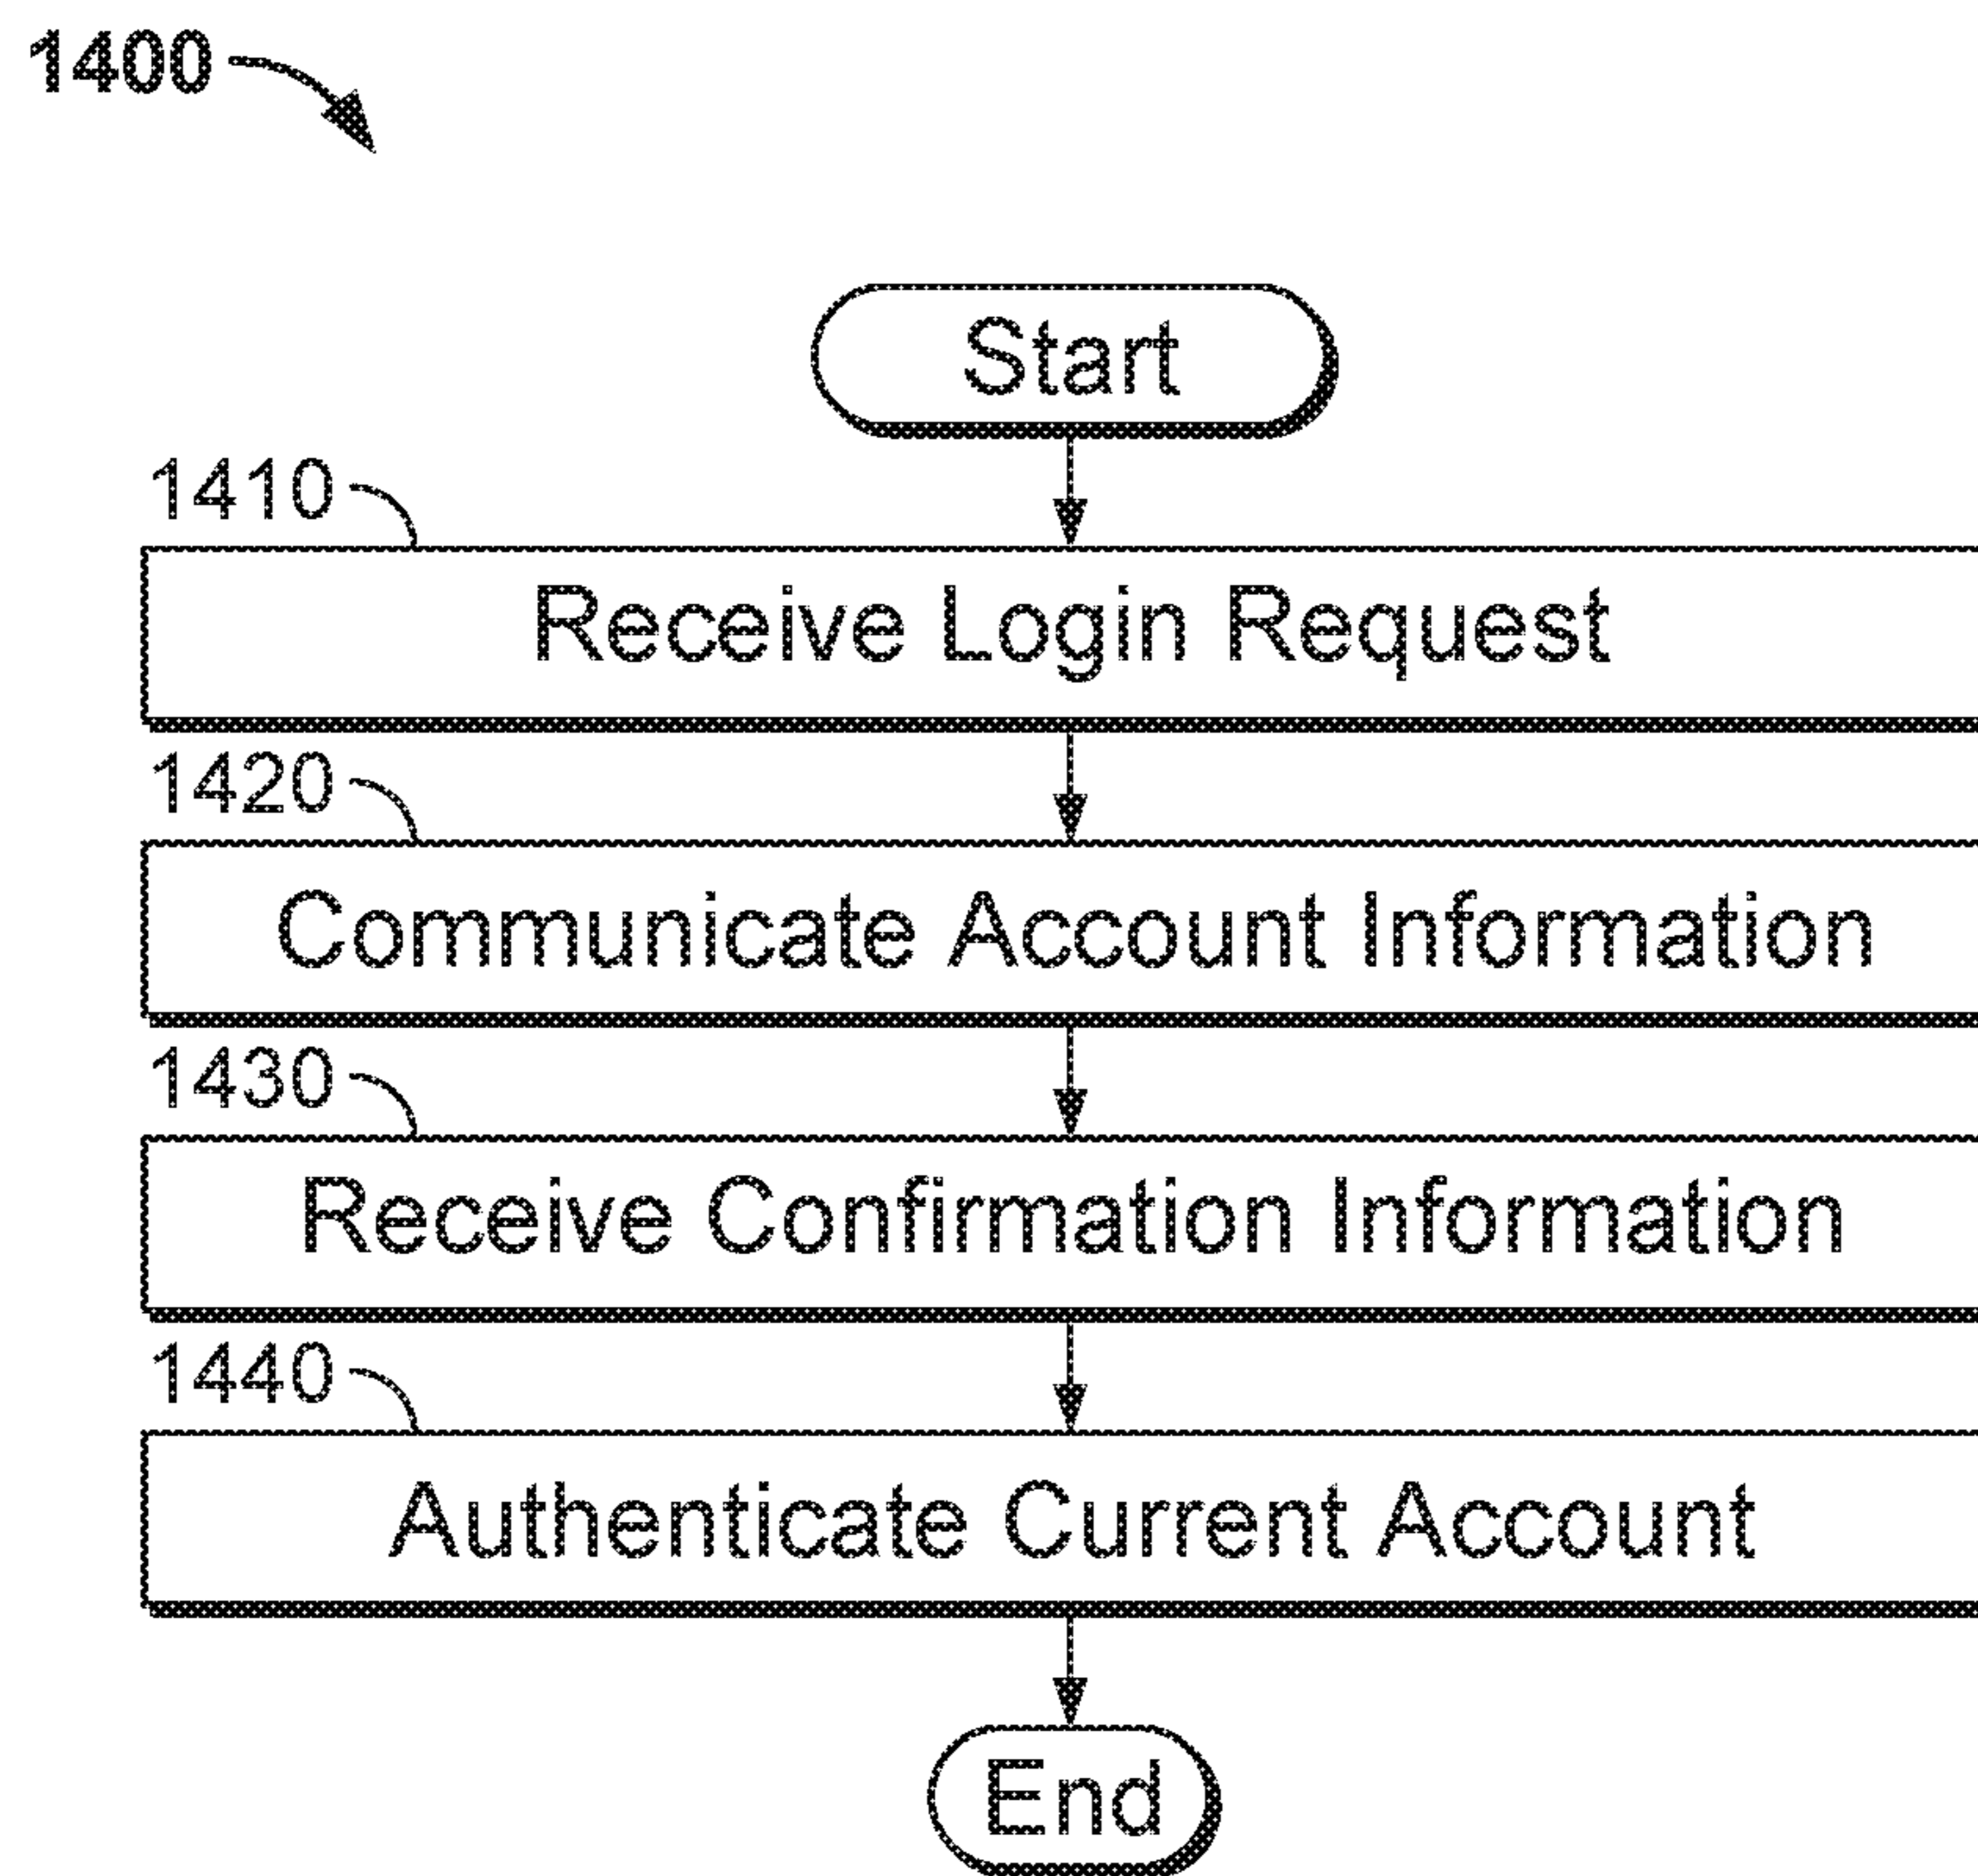 1400
Start
1410
Receive Login Request
1420
Communicate Account Information
1430
Receive Confirmation Information
1440
Authenticate Current Account
End